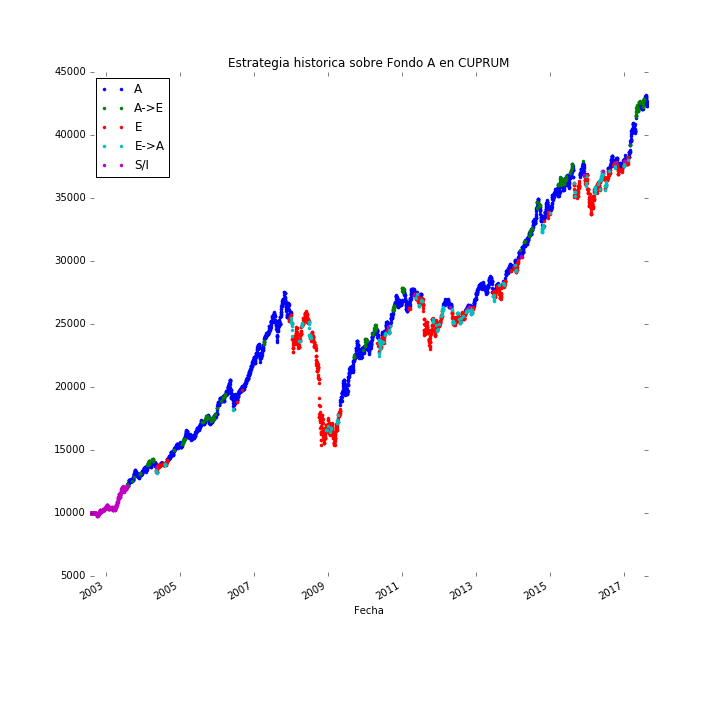 Estrategia historica sobre Fondo A en CUPRUM
45000
40000
35000
30000
25000
20000
15000
10000
5000
A
A->E
E
E->A
S/I
2003 2005 2007 2009 2011 2013 2015 2017
Fecha